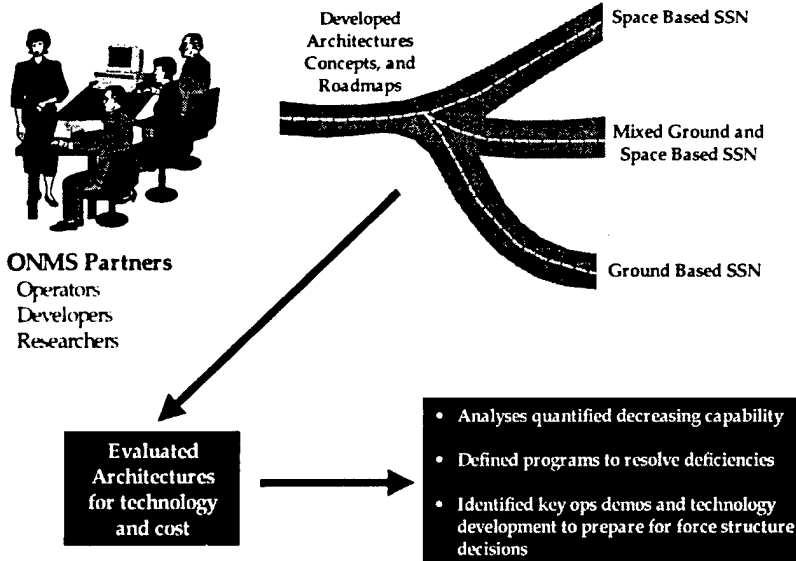 Developed
Architectures
Concepts, and
Roadmaps
Space Based SSN
Mixed Ground and
Space Based SSN
Ground Based SSN
ONMS Partners
Operators
Developers
Researchers
Evaluated
Architectures
for technology
and cost
• Analyses quantified decreasing capability
• Defined programs to resolve deficiencies
• Identified key ops demos and technology
development to prepare for force structure
decisions